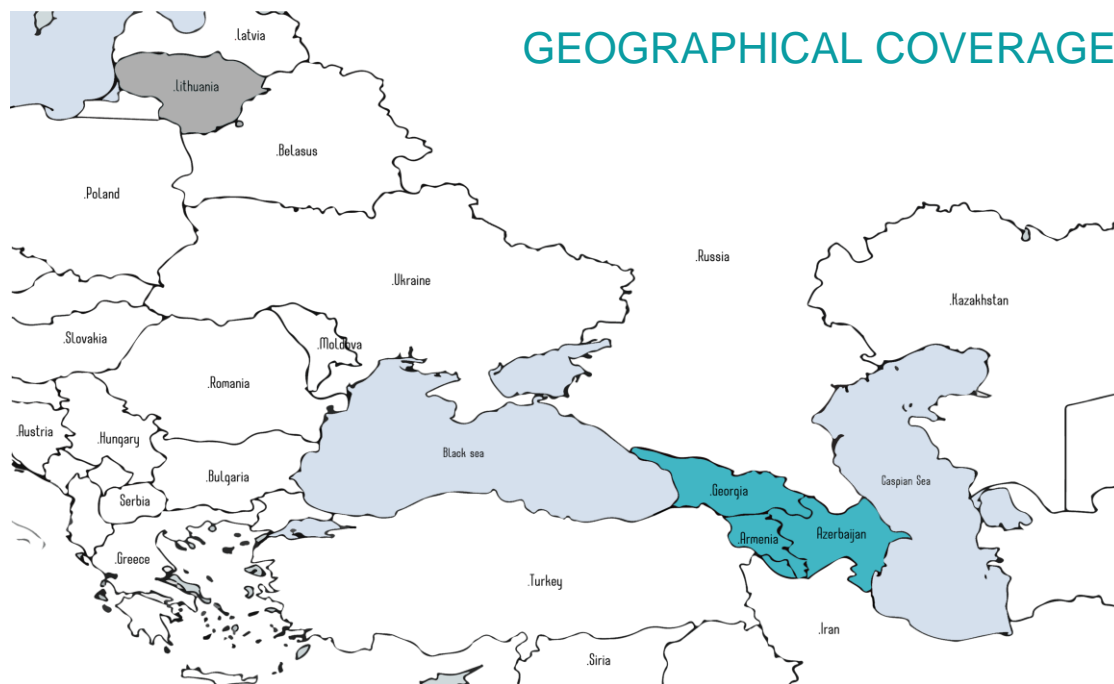 GEOGRAPHICAL COVERAGE
.Latvia
.Lithuania
.Belasus
.Poland
.Russia
.Ukraine
.Kazakhstan
.Slovakia
.Moldova
.Romania
.Austria
.Hungary
Black sea
.Bulgaria
Caspian Sea
.Georgia
Serbia
Azerbaijan
.Armenia
.Greece
.Turkey
.Iran
.Siria